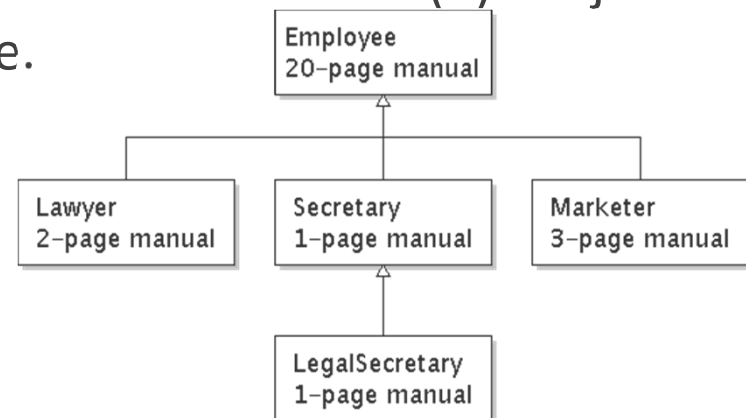 e.
Employee
20-page manual
Lawyer
2-page manual
Secretary
1-page manual
Marketer
3-page manual
LegalSecretary
1-page manual